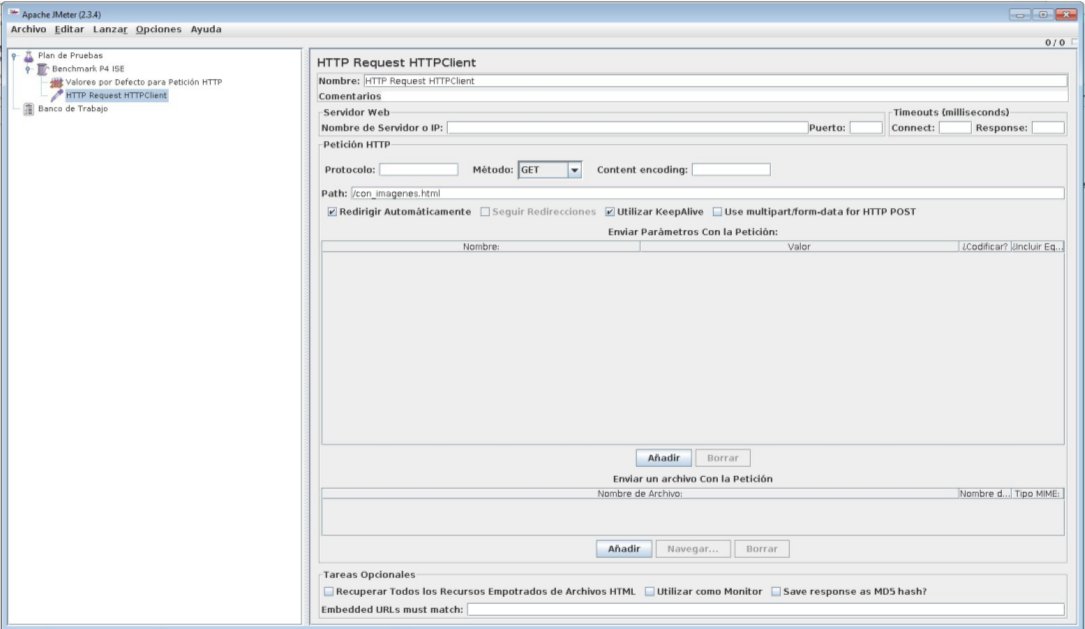 Apache JMeter (2.3.4)
Archivo Editar Lanzar Opciones Ayuda
0 / 0
Plan de Pruebas
Benchmark P4 ISE
Valores por Defecto para Petición HTTP
HTTP Request HTTPClient
Banco de Trabajo
HTTP Request HTTPClient
Nombre: HTTP Request HTTPClient
Comentarios
Servidor Web
Timeouts (milliseconds)
Nombre de Servidor o IP: Puerto: Connect: Response:
Petición HTTP
Protocolo: Método: GET Content encoding:
Path: /con_imagenes.html
Redirigir Automáticamente Seguir Redirecciones Utilizar KeepAlive Use multipart/form-data for HTTP POST
Enviar Parámetros Con la Petición:
Nombre: Valor ¿Codificar? ¿Incluir Eq...
Añadir Borrar
Enviar un archivo Con la Petición
Nombre de Archivo: Nombre d... Tipo MIME:
Añadir Navegar... Borrar
Tareas Opcionales
Recuperar Todos los Recursos Empotrados de Archivos HTML Utilizar como Monitor Save response as MD5 hash?
Embedded URLs must match: